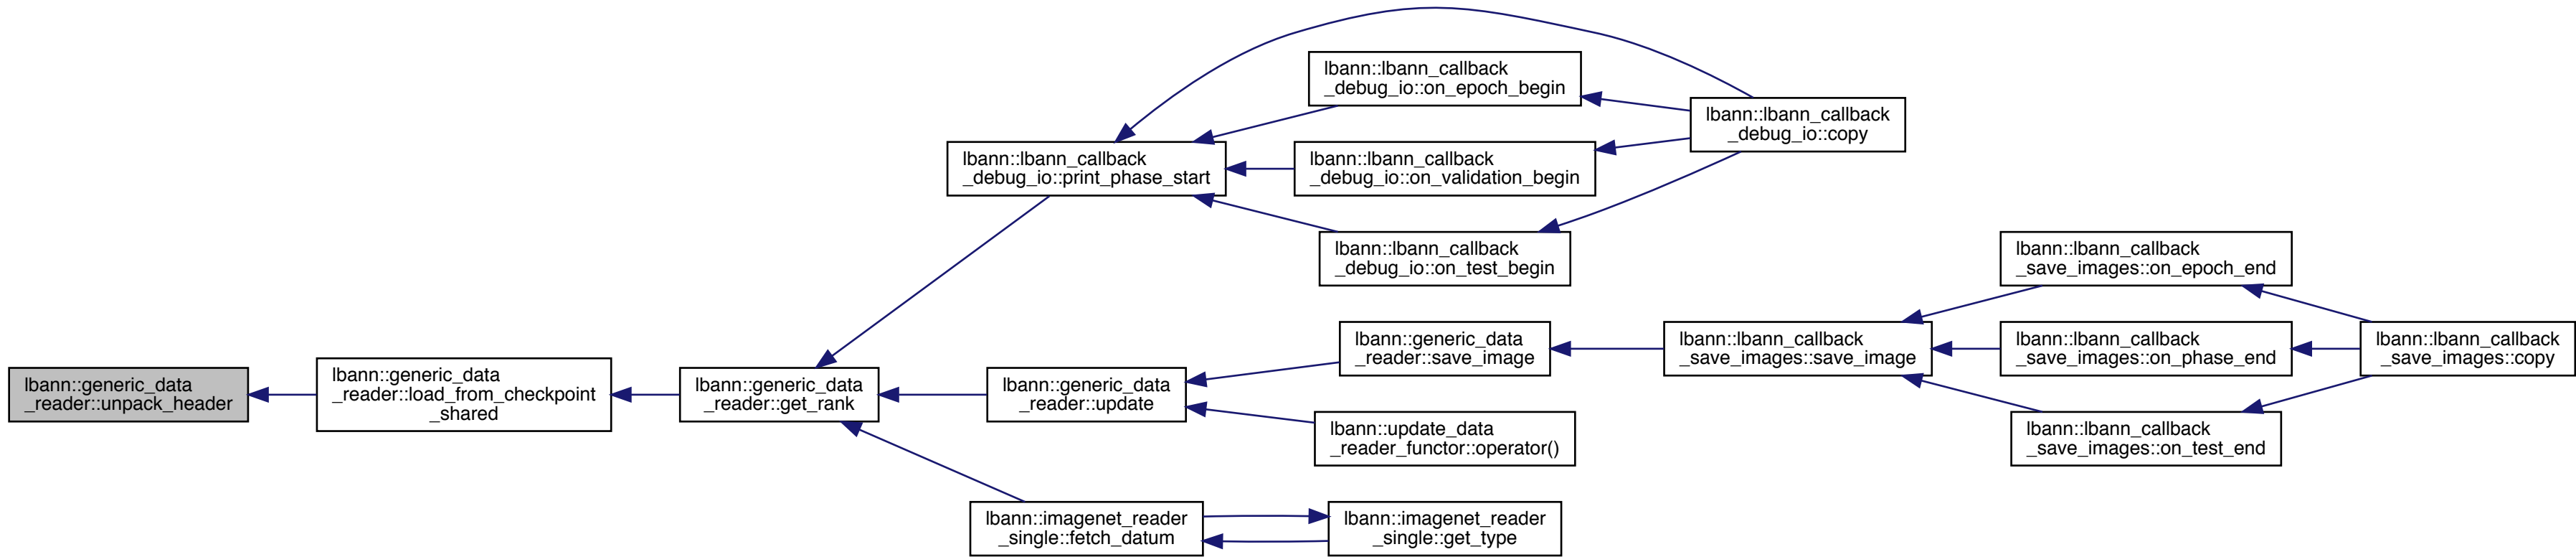 lbann::generic_data
_reader::unpack_header
lbann::generic_data
_reader::load_from_checkpoint
_shared
lbann::generic_data
_reader::get_rank
lbann::lbann_callback
_debug_io::print_phase_start
lbann::lbann_callback
_debug_io::on_epoch_begin
lbann::lbann_callback
_debug_io::on_validation_begin
lbann::lbann_callback
_debug_io::on_test_begin
lbann::lbann_callback
_debug_io::copy
lbann::generic_data
_reader::update
lbann::generic_data
_reader::save_image
lbann::update_data
_reader_functor::operator()
lbann::lbann_callback
_save_images::save_image
lbann::lbann_callback
_save_images::on_epoch_end
lbann::lbann_callback
_save_images::on_phase_end
lbann::lbann_callback
_save_images::on_test_end
lbann::lbann_callback
_save_images::copy
lbann::imagenet_reader
_single::fetch_datum
lbann::imagenet_reader
_single::get_type